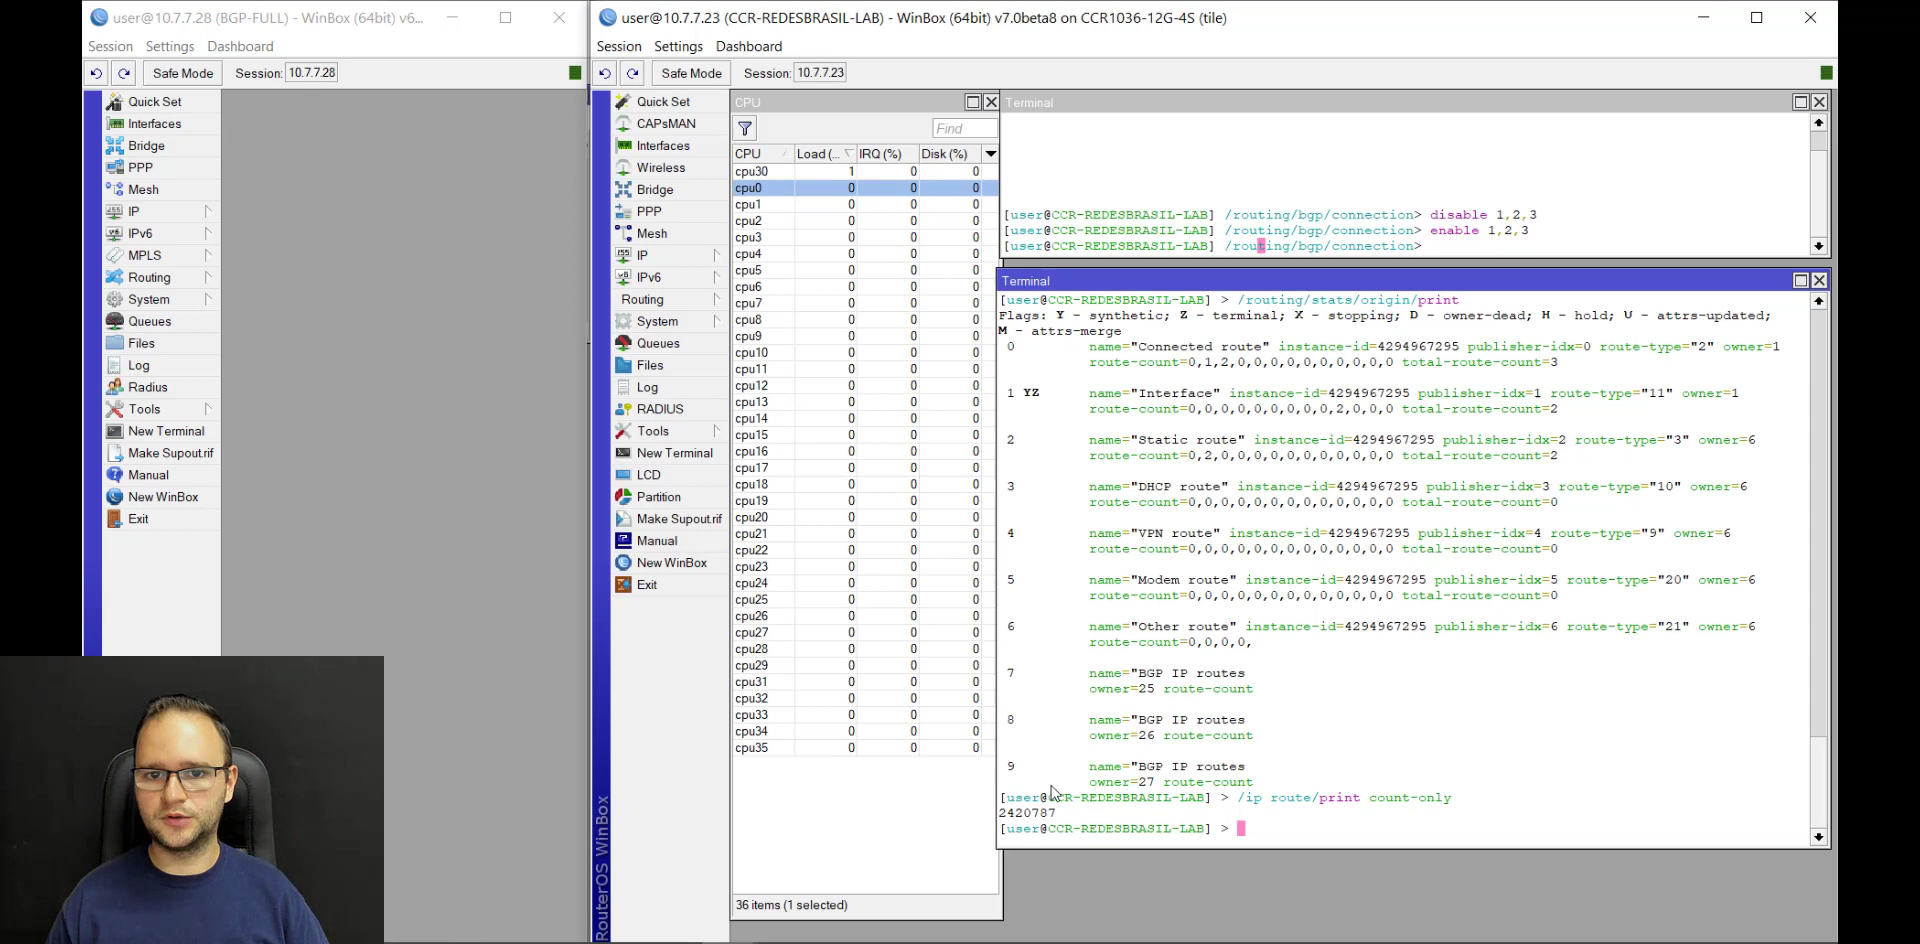 user@10.7.7.28 (BGP-FULL) - WinBox (64bit) v6...
Session Settings Dashboard
Safe Mode Session: 10.7.7.28
Quick Set
Interfaces
Bridge
PPP
Mesh
IP
IPv6
MPLS
Routing
System
Queues
Files
Log
Radius
Tools
New Terminal
Make Supout.rif
Manual
New WinBox
Exit
user@10.7.7.23 (CCR-REDESBRASIL-LAB) - WinBox (64bit) v7.0beta8 on CCR1036-12G-4S (tile)
Session Settings Dashboard
Safe Mode Session: 10.7.7.23
Quick Set
CAPsMAN
Interfaces
Wireless
Bridge
PPP
Mesh
IP
IPv6
Routing
System
Queues
Files
Log
RADIUS
Tools
New Terminal
LCD
Partition
Make Supout.rif
Manual
New WinBox
Exit
RouterOS WinBox
CPU
Find
CPU Load (... IRQ (%) Disk (%)
cpu30 1 0 0
cpu0 0 0 0
cpu1 0 0 0
cpu2 0 0 0
cpu3 0 0 0
cpu4 0 0 0
cpu5 0 0 0
cpu6 0 0 0
cpu7 0 0 0
cpu8 0 0 0
cpu9 0 0 0
cpu10 0 0 0
cpu11 0 0 0
cpu12 0 0 0
cpu13 0 0 0
cpu14 0 0 0
cpu15 0 0 0
cpu16 0 0 0
cpu17 0 0 0
cpu18 0 0 0
cpu19 0 0 0
cpu20 0 0 0
cpu21 0 0 0
cpu22 0 0 0
cpu23 0 0 0
cpu24 0 0 0
cpu25 0 0 0
cpu26 0 0 0
cpu27 0 0 0
cpu28 0 0 0
cpu29 0 0 0
cpu31 0 0 0
cpu32 0 0 0
cpu33 0 0 0
cpu34 0 0 0
cpu35 0 0 0
36 items (1 selected)
Terminal
[user@CCR-REDESBRASIL-LAB] /routing/bgp/connection> disable 1,2,3
[user@CCR-REDESBRASIL-LAB] /routing/bgp/connection> enable 1,2,3
[user@CCR-REDESBRASIL-LAB] /routing/bgp/connection>
Terminal
[user@CCR-REDESBRASIL-LAB] > /routing/stats/origin/print
Flags: Y - synthetic; Z - terminal; X - stopping; D - owner-dead; H - hold; U - attrs-updated;
M - attrs-merge
0 name="Connected route" instance-id=4294967295 publisher-idx=0 route-type="2" owner=1
route-count=0,1,2,0,0,0,0,0,0,0,0,0,0 total-route-count=3
1 YZ name="Interface" instance-id=4294967295 publisher-idx=1 route-type="11" owner=1
route-count=0,0,0,0,0,0,0,0,0,2,0,0,0 total-route-count=2
2 name="Static route" instance-id=4294967295 publisher-idx=2 route-type="3" owner=6
route-count=0,2,0,0,0,0,0,0,0,0,0,0,0 total-route-count=2
3 name="DHCP route" instance-id=4294967295 publisher-idx=3 route-type="10" owner=6
route-count=0,0,0,0,0,0,0,0,0,0,0,0,0 total-route-count=0
4 name="VPN route" instance-id=4294967295 publisher-idx=4 route-type="9" owner=6
route-count=0,0,0,0,0,0,0,0,0,0,0,0,0 total-route-count=0
5 name="Modem route" instance-id=4294967295 publisher-idx=5 route-type="20" owner=6
route-count=0,0,0,0,0,0,0,0,0,0,0,0,0 total-route-count=0
6 name="Other route" instance-id=4294967295 publisher-idx=6 route-type="21" owner=6
route-count=0,0,0,0,
7 name="BGP IP routes
owner=25 route-count
8 name="BGP IP routes
owner=26 route-count
9 name="BGP IP routes
owner=27 route-count
[user@CCR-REDESBRASIL-LAB] > /ip route/print count-only
2420787
[user@CCR-REDESBRASIL-LAB] >